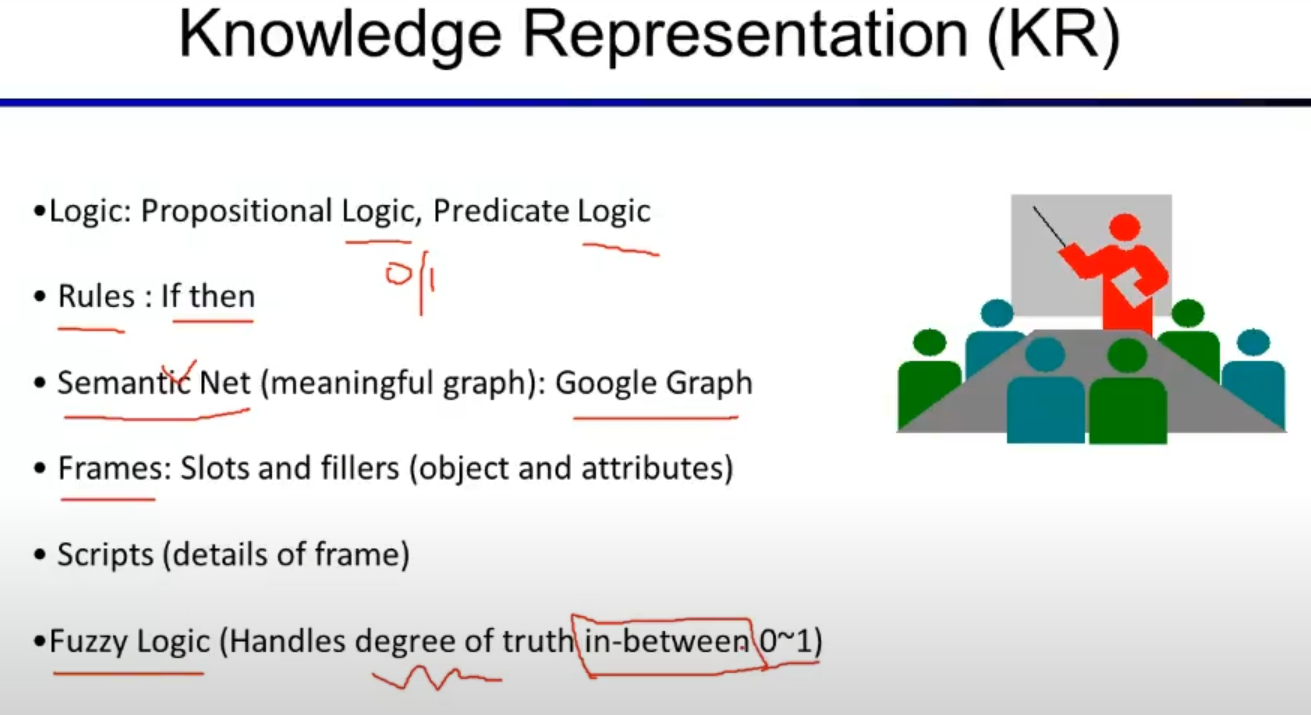 Knowledge Representation (KR)
•Logic: Propositional Logic, Predicate Logic
0/1
• Rules : If then
• Semantic Net (meaningful graph): Google Graph
• Frames: Slots and fillers (object and attributes)
• Scripts (details of frame)
•Fuzzy Logic (Handles degree of truth in-between 0~1)